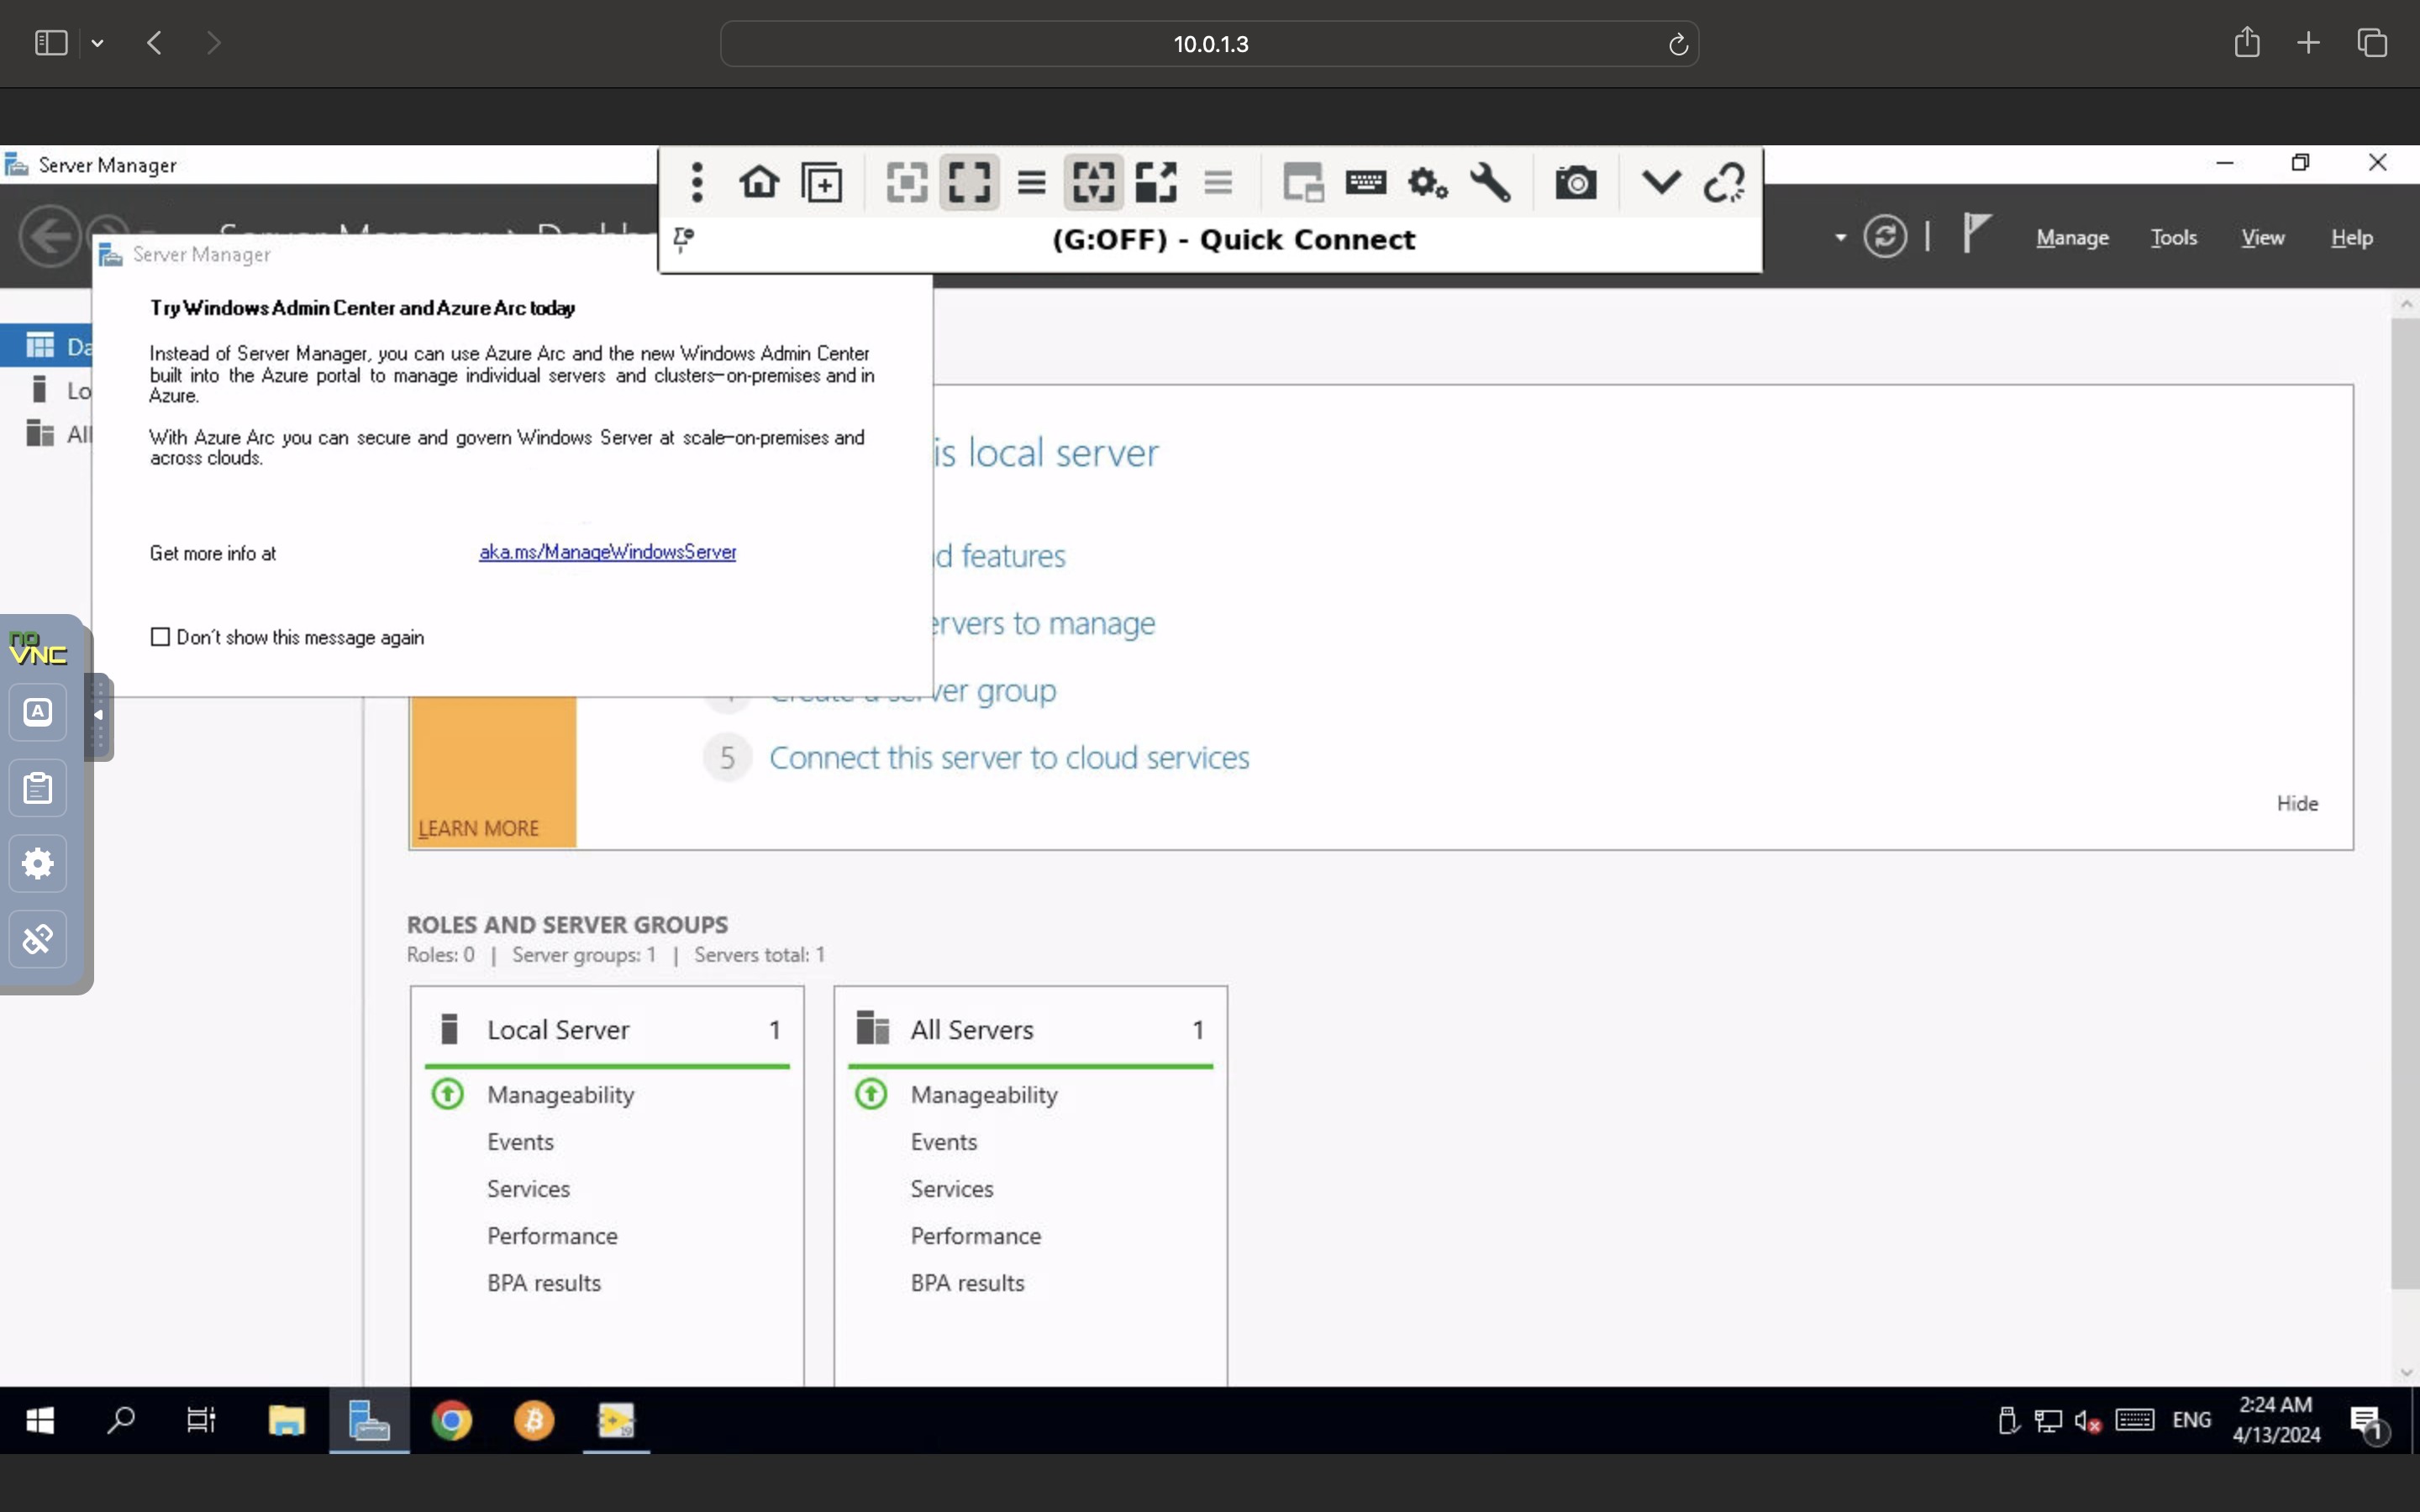 10.0.1.3
Server Manager
(G:OFF) - Quick Connect
Manage Tools View Help
Server Manager
Try Windows Admin Center and Azure Arc today
Instead of Server Manager, you can use Azure Arc and the new Windows Admin Center
built into the Azure portal to manage individual servers and clusters—on-premises and in
Azure.
With Azure Arc you can secure and govern Windows Server at scale—on-premises and
across clouds.
Get more info at aka.ms/ManageWindowsServer
Don't show this message again
Da
Lo
All
is local server
d features
ervers to manage
Create a server group
5 Connect this server to cloud services
LEARN MORE
Hide
no
VNC
A
ROLES AND SERVER GROUPS
Roles: 0 | Server groups: 1 | Servers total: 1
Local Server 1
Manageability
Events
Services
Performance
BPA results
All Servers 1
Manageability
Events
Services
Performance
BPA results
ENG
2:24 AM
4/13/2024
1